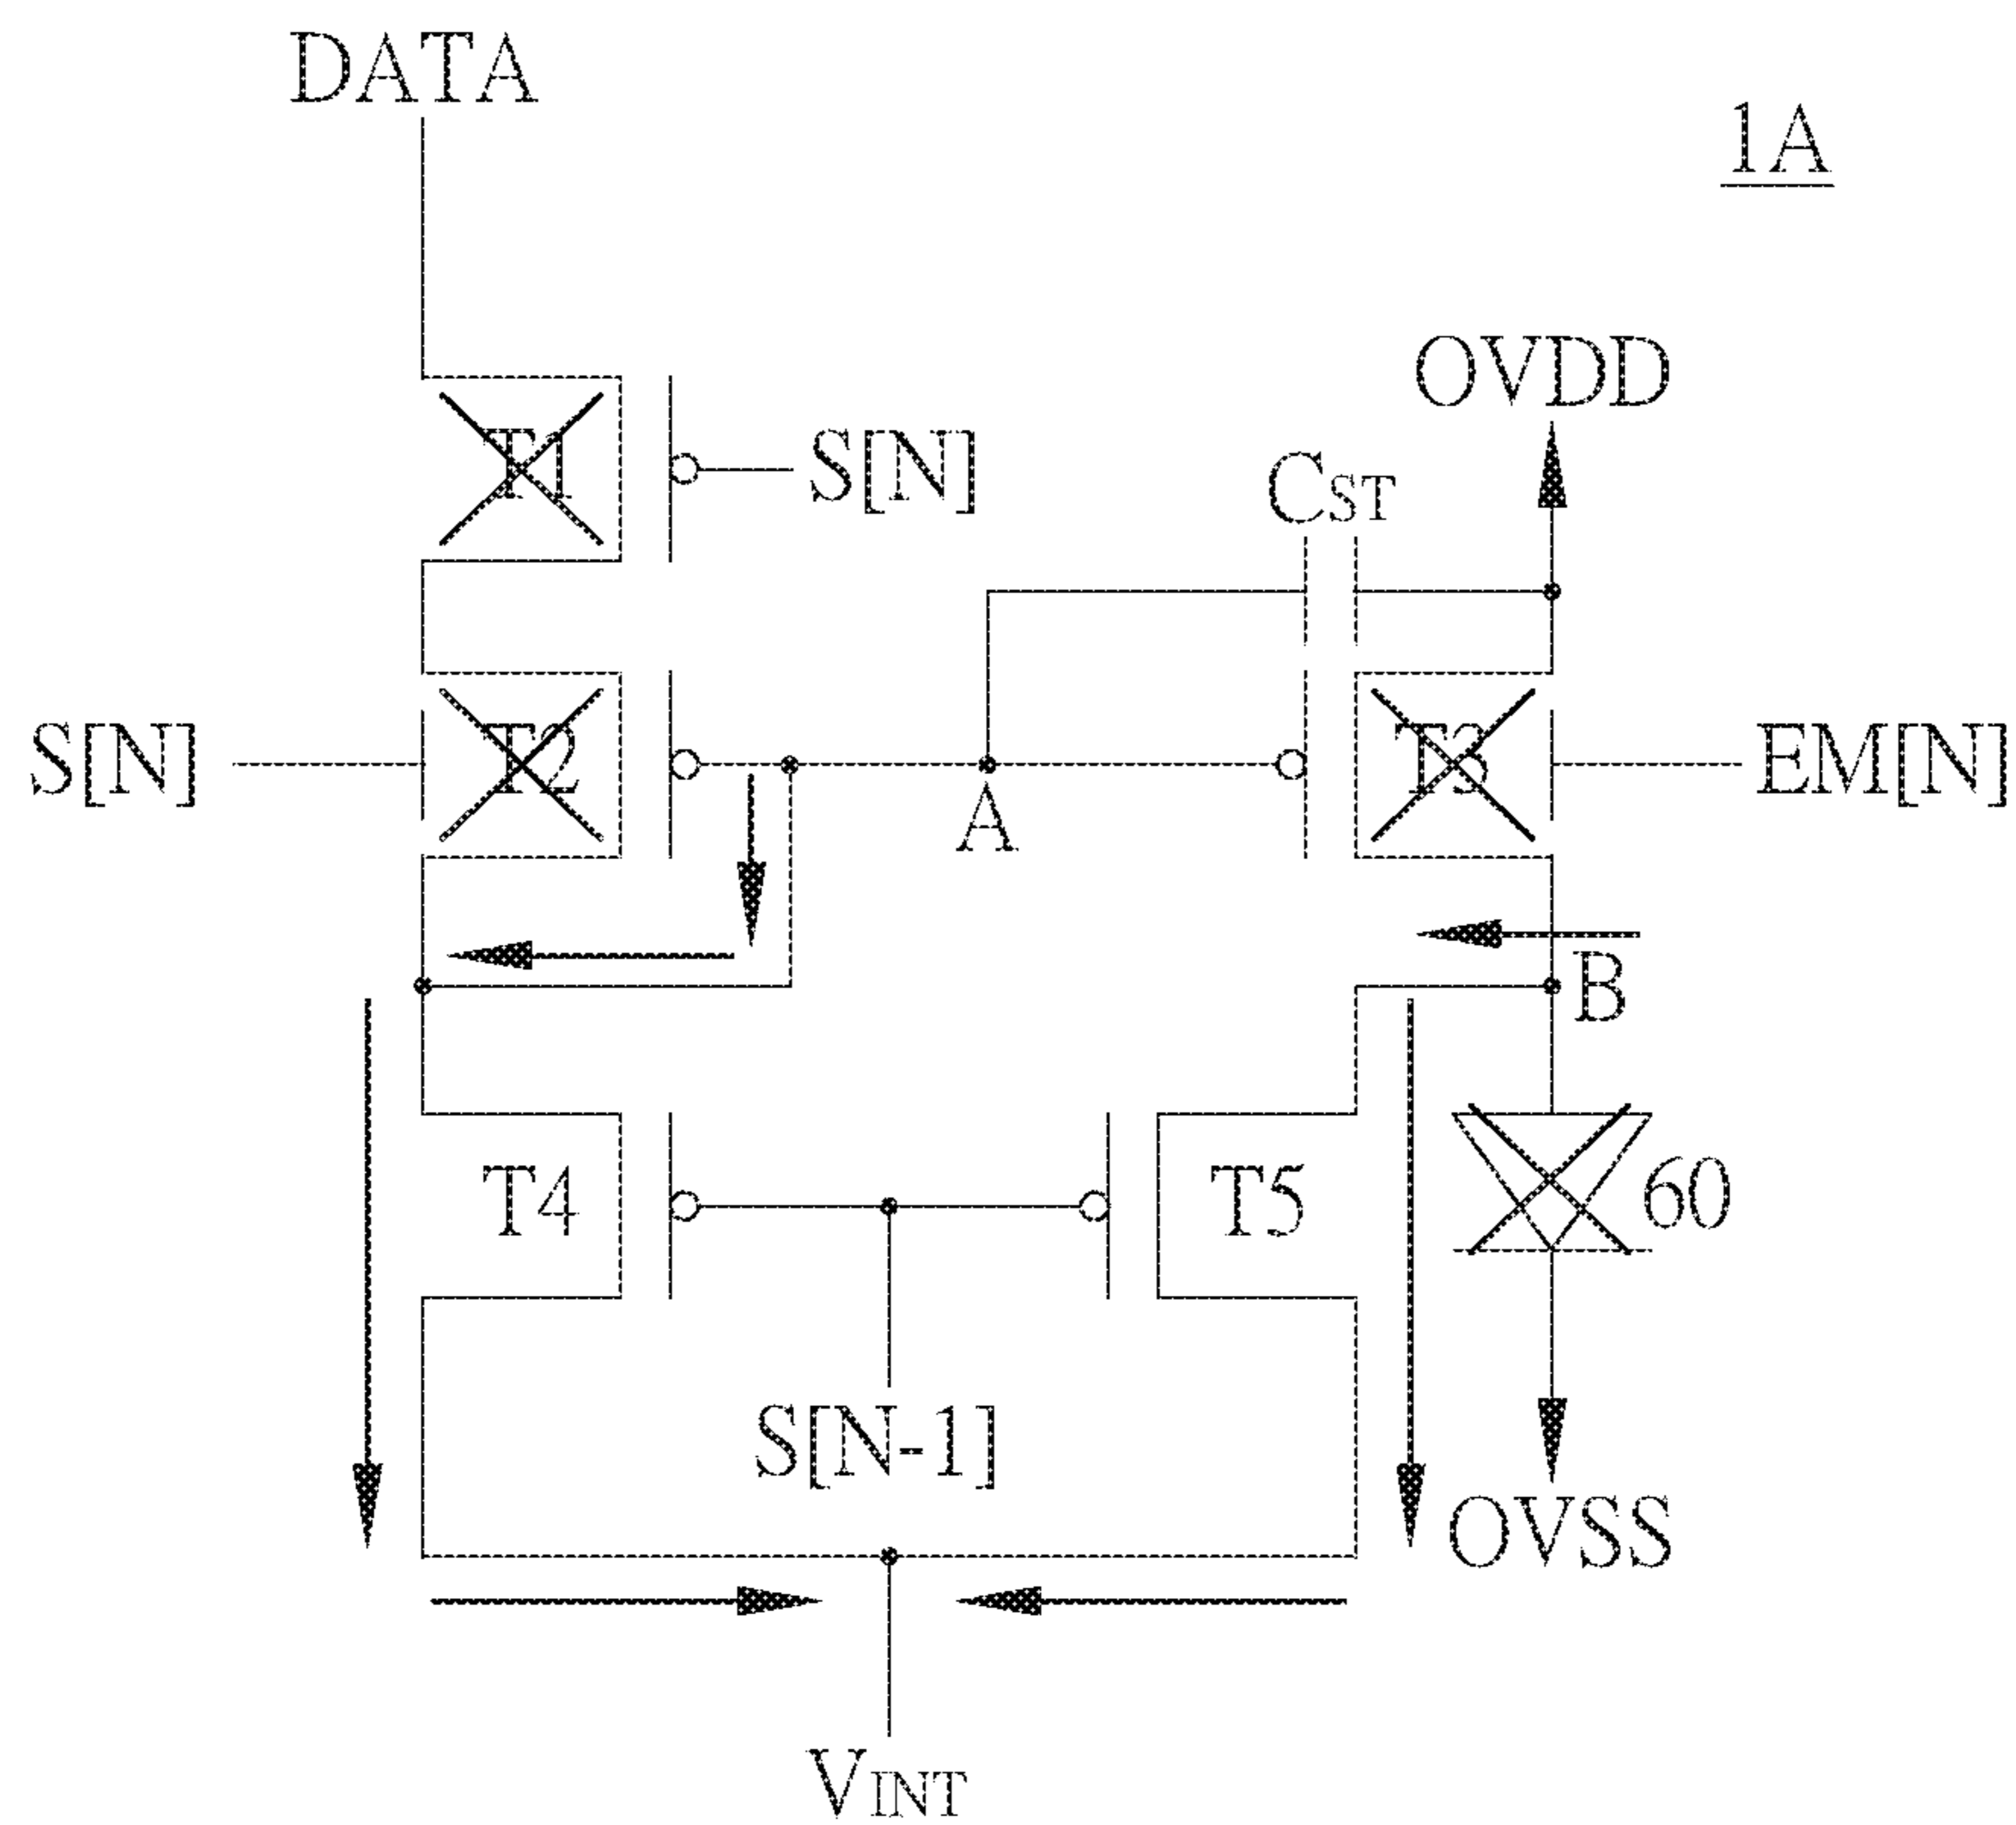 DATA
1A
OVDD
T1
S[N]
CST
S[N]
T2
T3
EM[N]
A
B
T4
T5
60
S[N-1]
OVSS
VINT